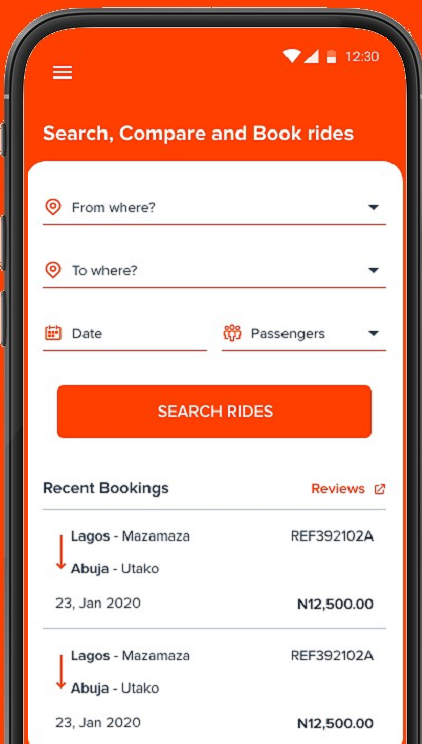 12:30
Search, Compare and Book rides
From where?
To where?
Date Passengers
SEARCH RIDES
Recent Bookings Reviews
Lagos - Mazamaza REF392102A
Abuja - Utako
23, Jan 2020 N12,500.00
Lagos - Mazamaza REF392102A
Abuja - Utako
23, Jan 2020 N12,500.00